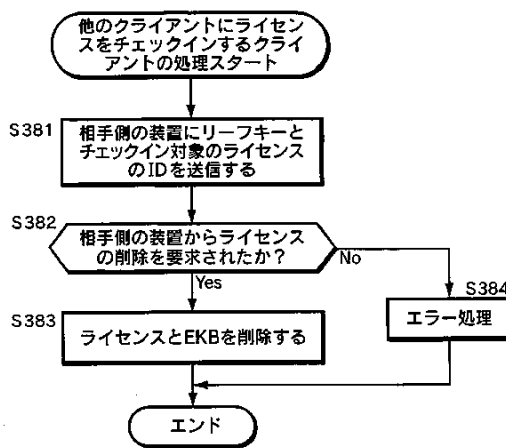 他のクライアントにライセン
スをチェックインするクライ
アントの処理スタート
S381
相手側の装置にリーフキーと
チェックイン対象のライセンス
のIDを送信する
S382
相手側の装置からライセンス
の削除を要求されたか？
No
Yes
S383
ライセンスとEKBを削除する
S384
エラー処理
エンド